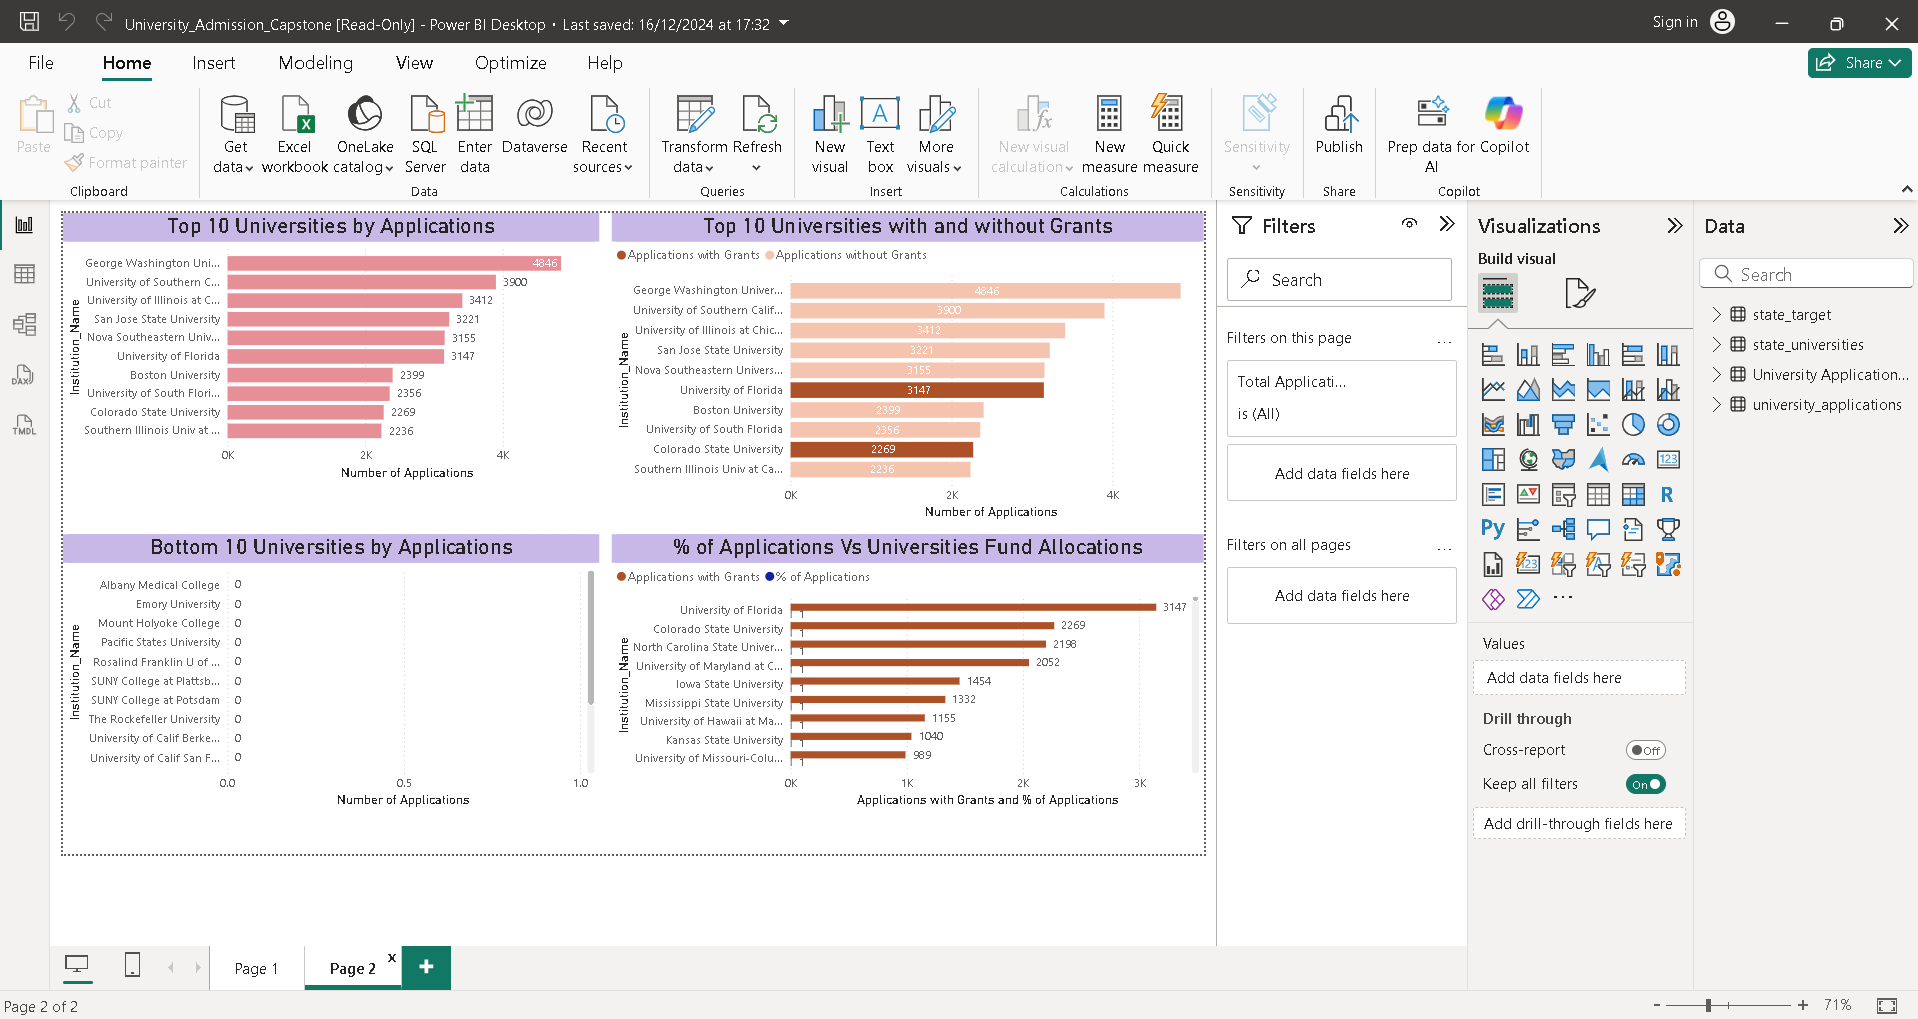 University_Admission_Capstone [Read-Only] - Power BI Desktop • Last saved: 16/12/2024 at 17:32
Sign in
File Home Insert Modeling View Optimize Help
Share
Paste
Cut
Copy
Format painter
Clipboard
Get data
Excel workbook
OneLake catalog
SQL Server
Enter data
Dataverse
Recent sources
Data
Transform data
Refresh
Queries
New visual
Text box
More visuals
Insert
New visual calculation
New measure
Quick measure
Calculations
Sensitivity
Sensitivity
Publish
Share
Prep data for AI
Copilot
Copilot
DAX
TMDL
Top 10 Universities by Applications
Institution_Name
George Washington Uni... 4846
University of Southern C... 3900
University of Illinois at C... 3412
San Jose State University 3221
Nova Southeastern Univ... 3155
University of Florida 3147
Boston University 2399
University of South Flori... 2356
Colorado State University 2269
Southern Illinois Univ at ... 2236
0K 2K 4K
Number of Applications
Top 10 Universities with and without Grants
Applications with Grants Applications without Grants
Institution_Name
George Washington Univer... 4846
University of Southern Calif... 3900
University of Illinois at Chic... 3412
San Jose State University 3221
Nova Southeastern Univers... 3155
University of Florida 3147
Boston University 2399
University of South Florida 2356
Colorado State University 2269
Southern Illinois Univ at Ca... 2236
0K 2K 4K
Number of Applications
Bottom 10 Universities by Applications
Institution_Name
Albany Medical College 0
Emory University 0
Mount Holyoke College 0
Pacific States University 0
Rosalind Franklin U of ... 0
SUNY College at Plattsb... 0
SUNY College at Potsdam 0
The Rockefeller University 0
University of Calif Berke... 0
University of Calif San F... 0
0.0 0.5 1.0
Number of Applications
% of Applications Vs Universities Fund Allocations
Applications with Grants % of Applications
Institution_Name
University of Florida 3147
1
Colorado State University 2269
1
North Carolina State Univer... 2198
1
University of Maryland at C... 2052
1
Iowa State University 1454
1
Mississippi State University 1332
1
University of Hawaii at Ma... 1155
1
Kansas State University 1040
1
University of Missouri-Colu... 989
1
0K 1K 2K 3K
Applications with Grants and % of Applications
Filters
Search
Filters on this page ...
Total Applicati...
is (All)
Add data fields here
Filters on all pages ...
Add data fields here
Visualizations
Build visual
123
R
Py
123
...
Values
Add data fields here
Drill through
Cross-report Off
Keep all filters On
Add drill-through fields here
Data
Search
state_target
state_universities
University Application...
university_applications
Page 1
Page 2 x
+
Page 2 of 2
- + 71%